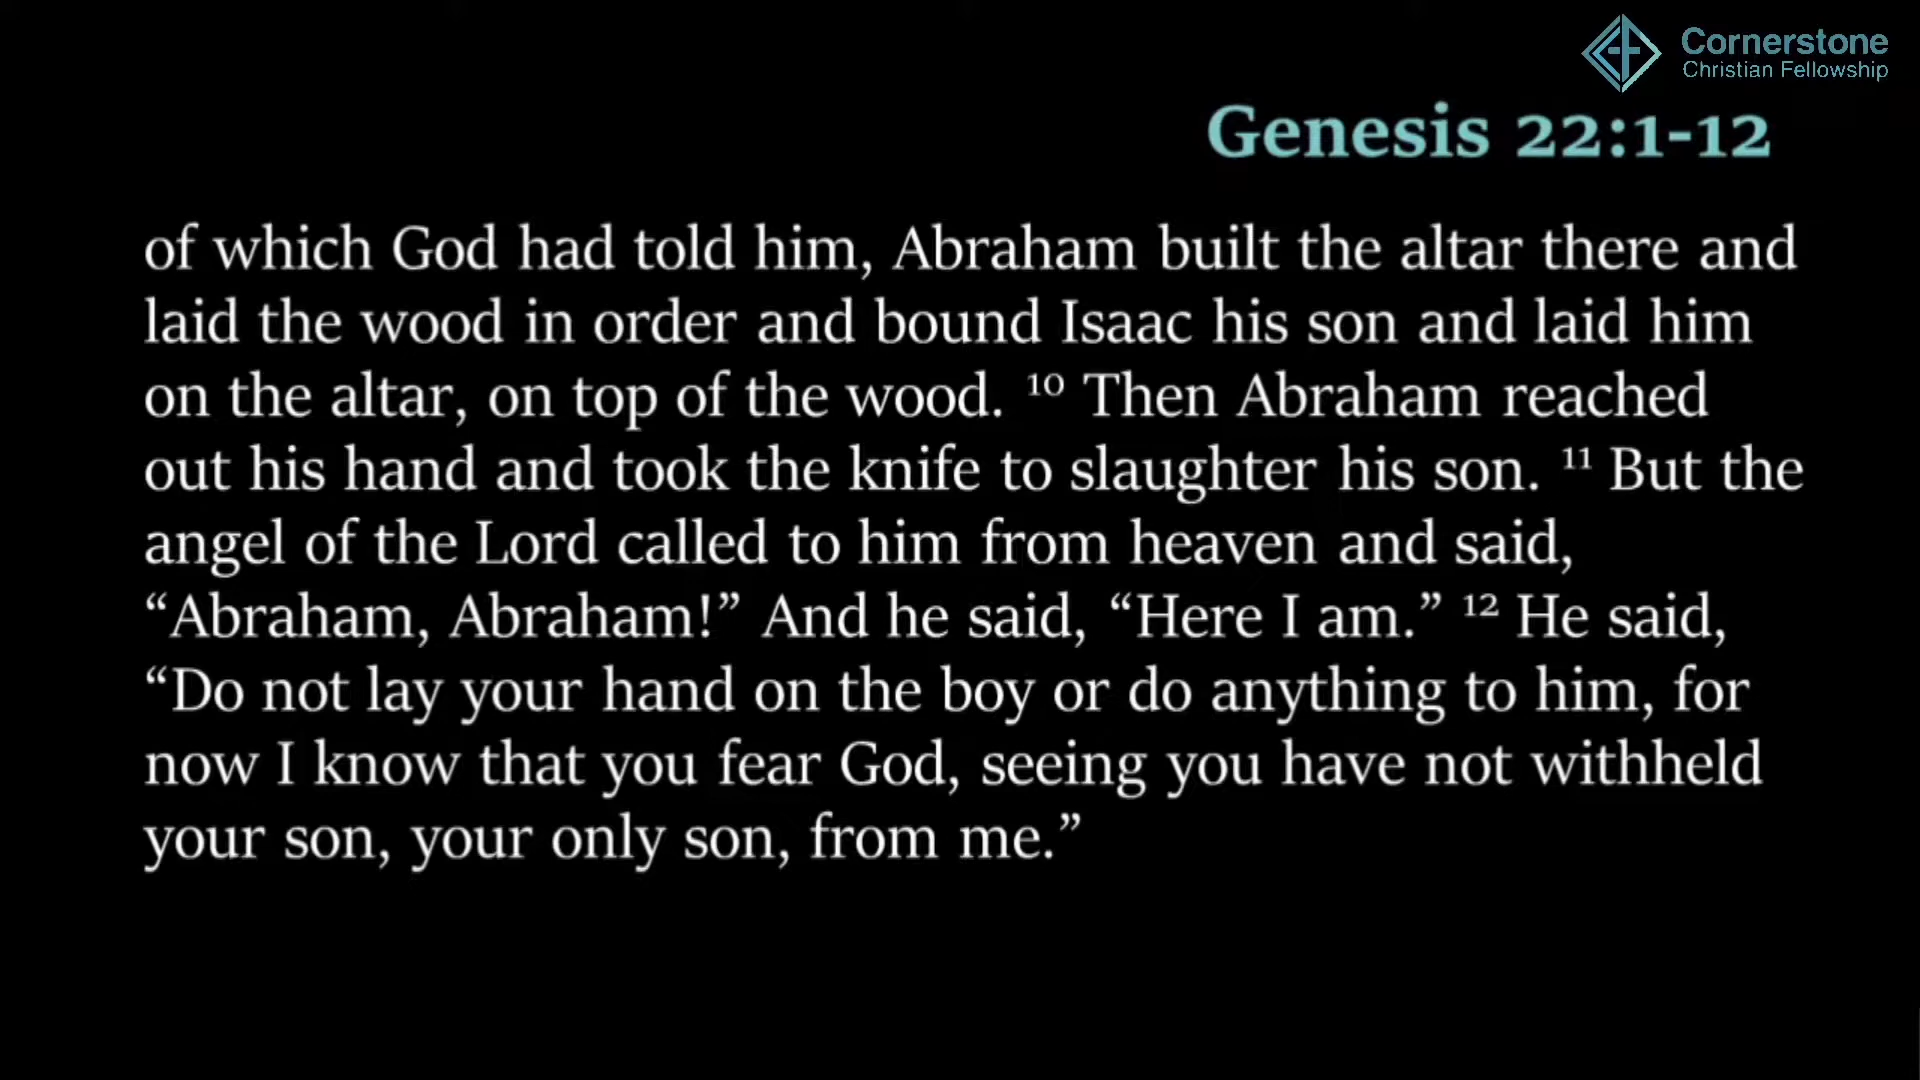 Cornerstone
Christian Fellowship
Genesis 22:1-12
of which God had told him, Abraham built the altar there and
laid the wood in order and bound Isaac his son and laid him
on the altar, on top of the wood. ¹⁰ Then Abraham reached
out his hand and took the knife to slaughter his son. ¹¹ But the
angel of the Lord called to him from heaven and said,
“Abraham, Abraham!” And he said, “Here I am.” ¹² He said,
“Do not lay your hand on the boy or do anything to him, for
now I know that you fear God, seeing you have not withheld
your son, your only son, from me.”